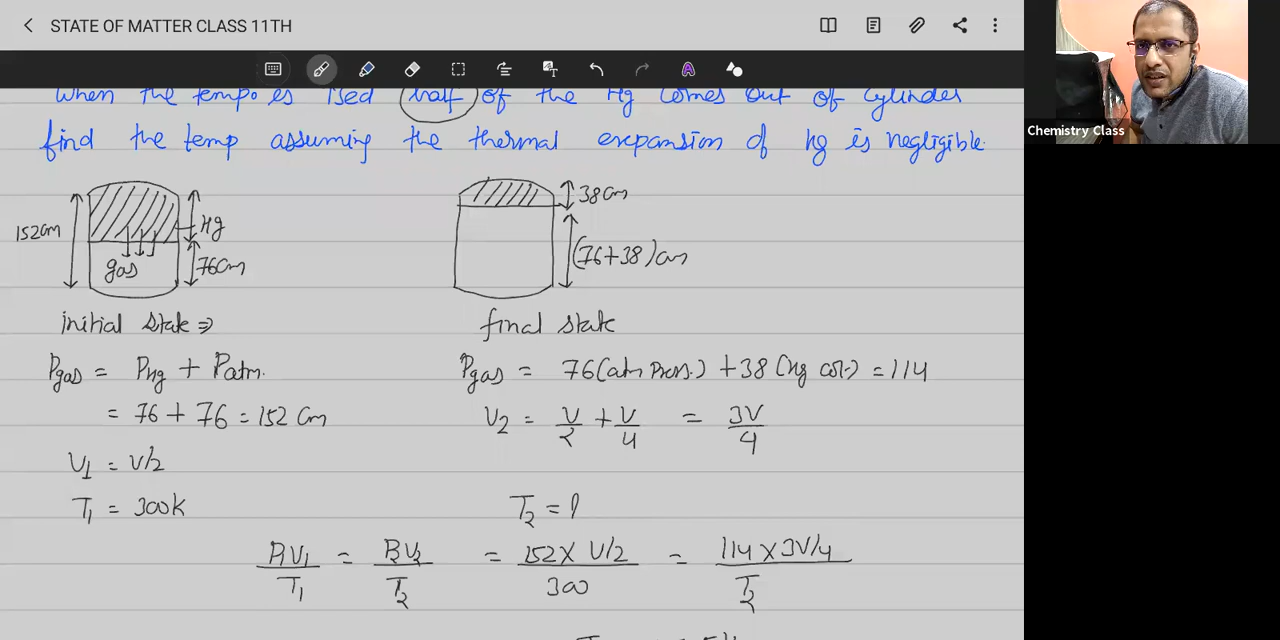 STATE OF MATTER CLASS 11TH
When the temp. is ised half of the Hg comes out of cylinder
find the temp assuming the thermal expansion of hg is negligible.
152cm
Hg
gas
76cm
38cm
(76+38)cm
initial state ⇒
final state
Pgas = PHg + Patm.
= 76 + 76 = 152 cm
V1 = V/2
T1 = 300k
Pgas = 76(atm press.) + 38(Hg col.) = 114
V2 = V/2 + V/4 = 3V/4
T2 = ?
P1V1/T1 = P2V2/T2 = 152 × V/2 / 300 = 114 × 3V/4 / T2
Chemistry Class